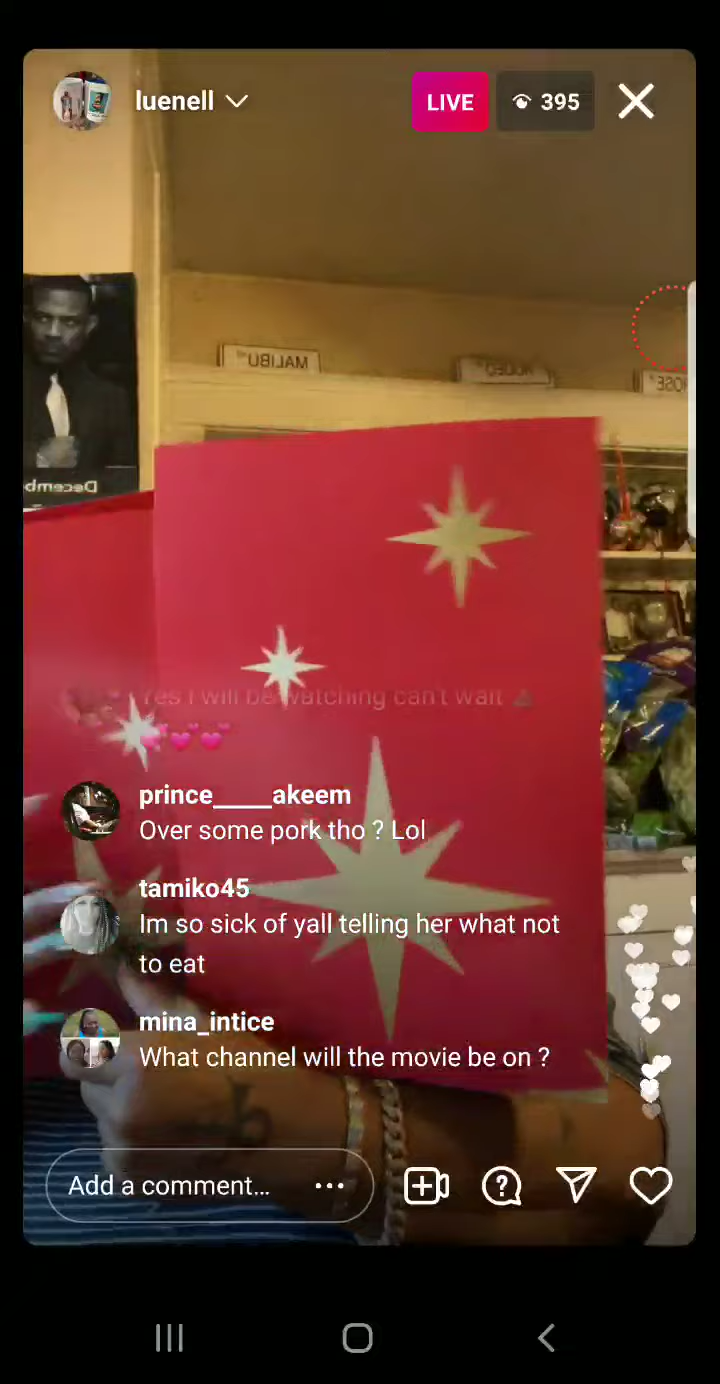 luenell
LIVE
395
MALIBU
RODEO
Decemb
Yes I will be watching can't wait
prince_____akeem
Over some pork tho ? Lol
tamiko45
Im so sick of yall telling her what not
to eat
mina_intice
What channel will the movie be on ?
Add a comment...